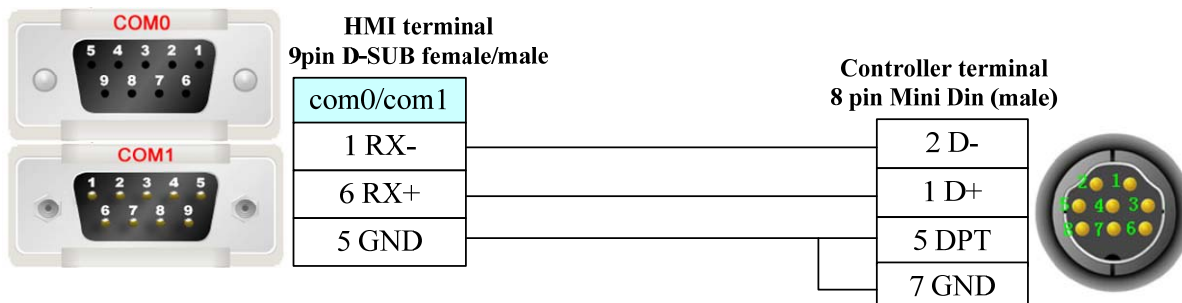 COM0
5 4 3 2 1
9 8 7 6
COM1
1 2 3 4 5
6 7 8 9
HMI terminal
9pin D-SUB female/male
com0/com1
1 RX-
6 RX+
5 GND
Controller terminal
8 pin Mini Din (male)
2 D-
1 D+
5 DPT
7 GND
2 1
5 4 3
8 7 6